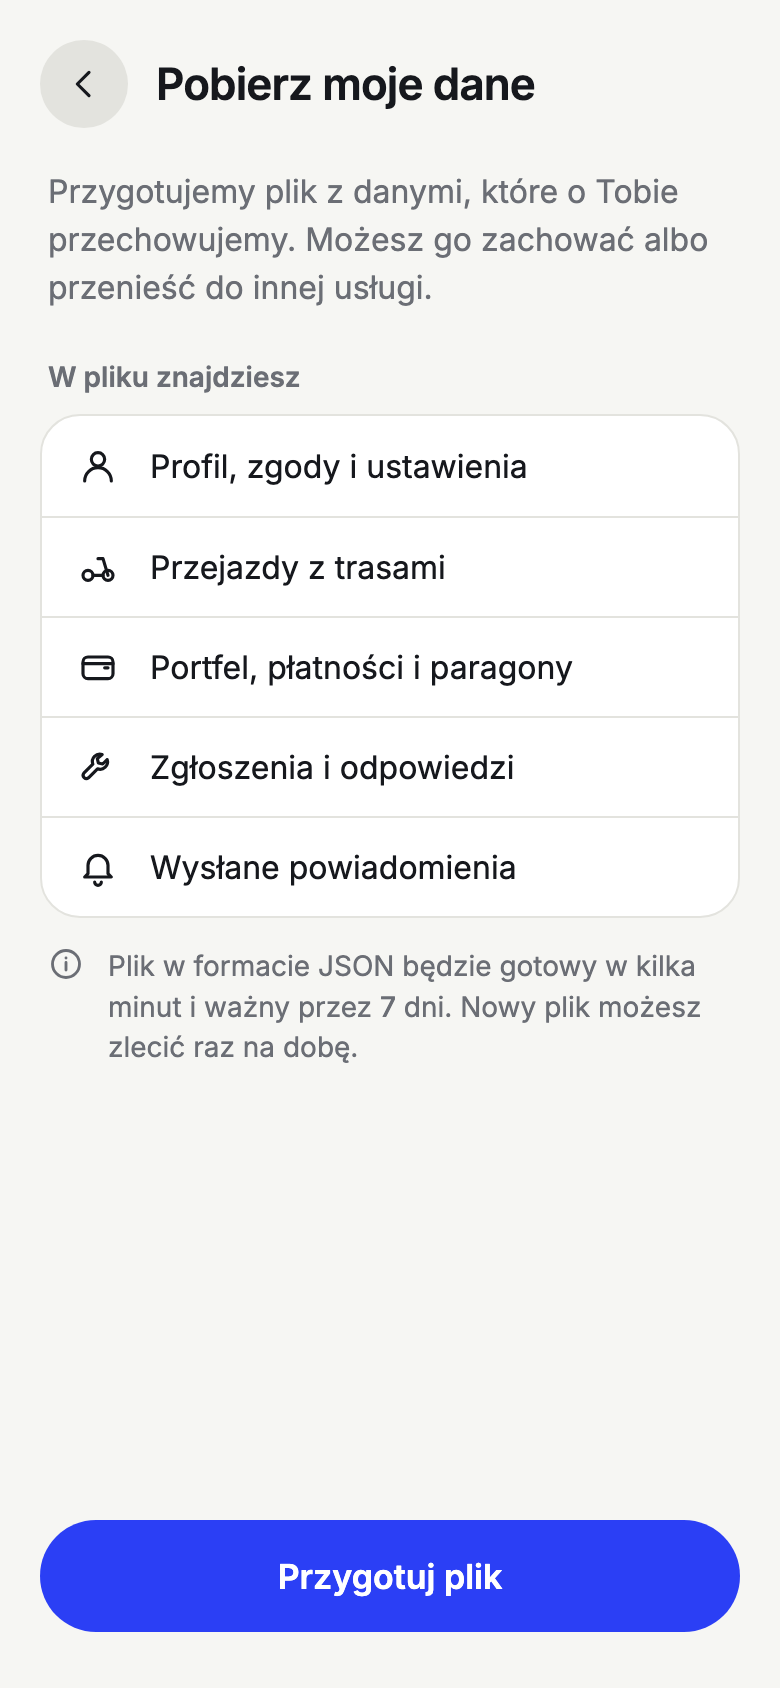 Pobierz moje dane
Przygotujemy plik z danymi, które o Tobie
przechowujemy. Możesz go zachować albo
przenieść do innej usługi.
W pliku znajdziesz
Profil, zgody i ustawienia
Przejazdy z trasami
Portfel, płatności i paragony
Zgłoszenia i odpowiedzi
Wysłane powiadomienia
Plik w formacie JSON będzie gotowy w kilka
minut i ważny przez 7 dni. Nowy plik możesz
zlecić raz na dobę.
Przygotuj plik